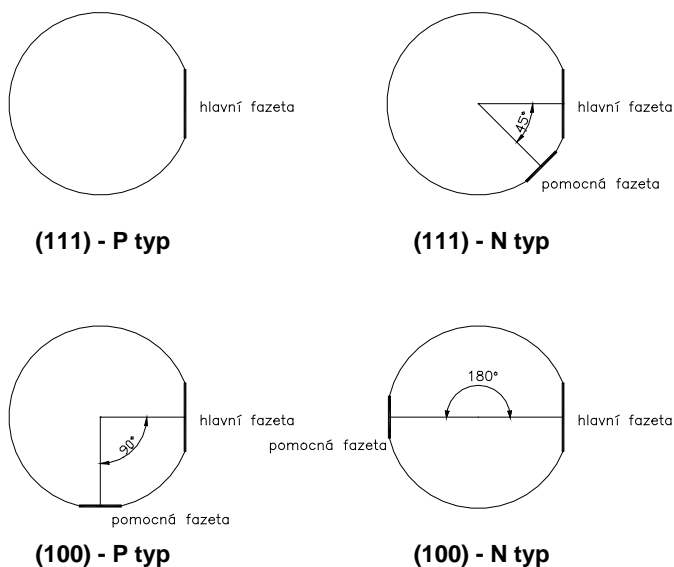 hlavní fazeta
(111) - P typ
45°
hlavní fazeta
pomocná fazeta
(111) - N typ
90°
hlavní fazeta
pomocná fazeta
(100) - P typ
180°
hlavní fazeta
pomocná fazeta
(100) - N typ